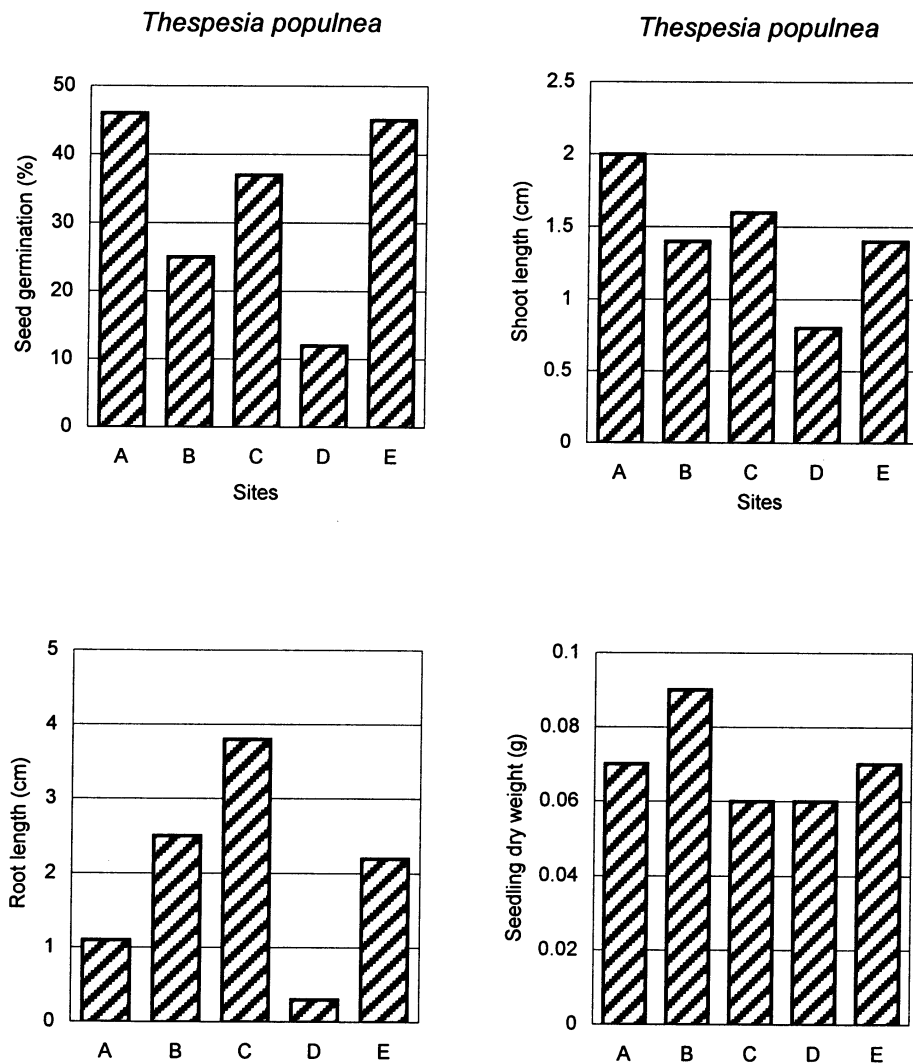 Thespesia populnea
Seed germination (%)
50
40
30
20
10
0
A B C D E
Sites
Thespesia populnea
Shoot length (cm)
2.5
2
1.5
1
0.5
0
A B C D E
Sites
Root length (cm)
5
4
3
2
1
0
A B C D E
Seedling dry weight (g)
0.1
0.08
0.06
0.04
0.02
0
A B C D E